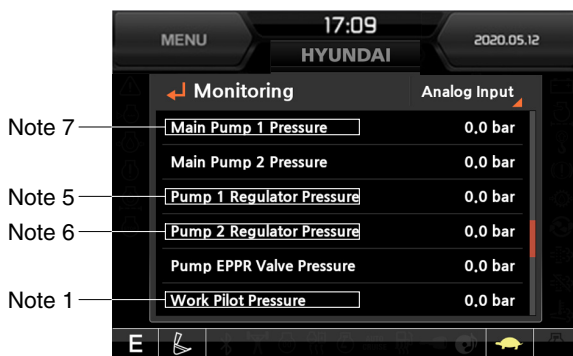 MENU 17:09 2020.05.12
HYUNDAI
Monitoring Analog Input
Note 7 Main Pump 1 Pressure 0.0 bar
Main Pump 2 Pressure 0.0 bar
Note 5 Pump 1 Regulator Pressure 0.0 bar
Note 6 Pump 2 Regulator Pressure 0.0 bar
Pump EPPR Valve Pressure 0.0 bar
Note 1 Work Pilot Pressure 0.0 bar
E